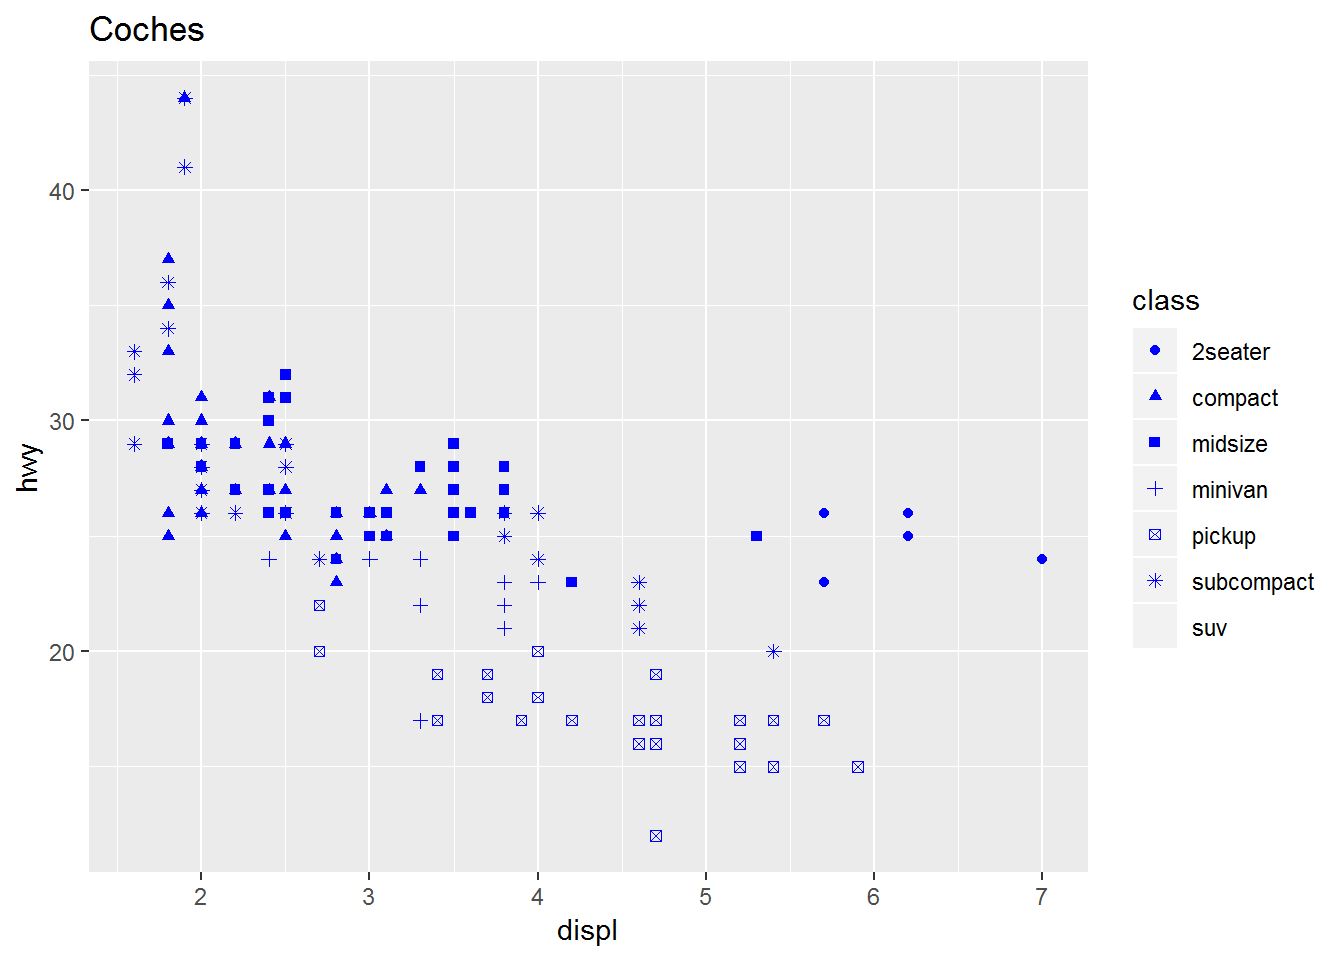 Coches
hwy
40
30
20
2
3
4
5
6
7
displ
class
2seater
compact
midsize
minivan
pickup
subcompact
suv